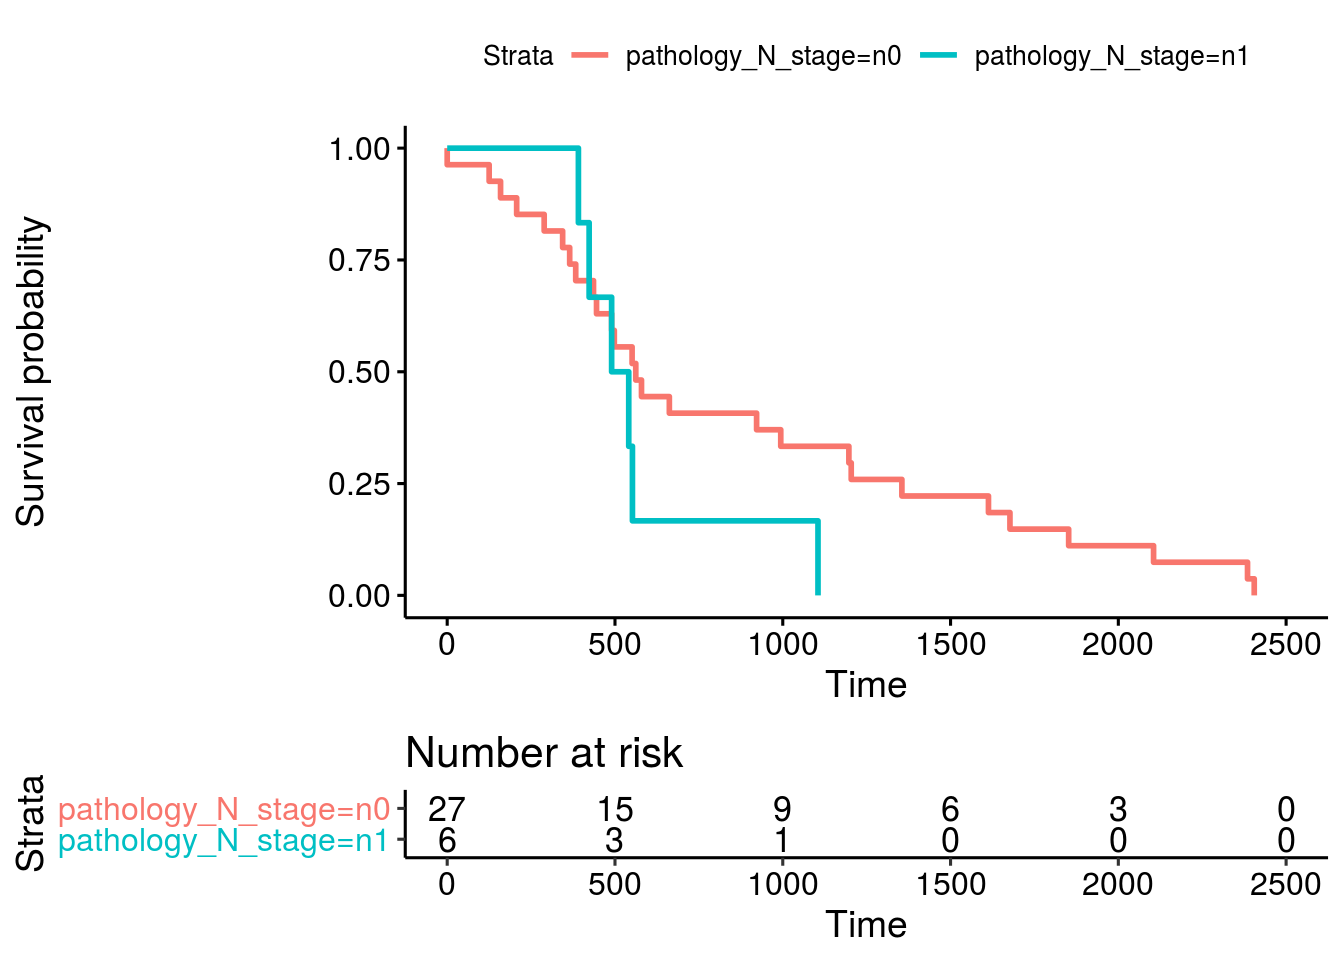 Strata pathology_N_stage=n0 pathology_N_stage=n1
Survival probability
1.00
0.75
0.50
0.25
0.00
0 500 1000 1500 2000 2500
Time
Number at risk
Strata
pathology_N_stage=n0 27 15 9 6 3 0
pathology_N_stage=n1 6 3 1 0 0 0
0 500 1000 1500 2000 2500
Time